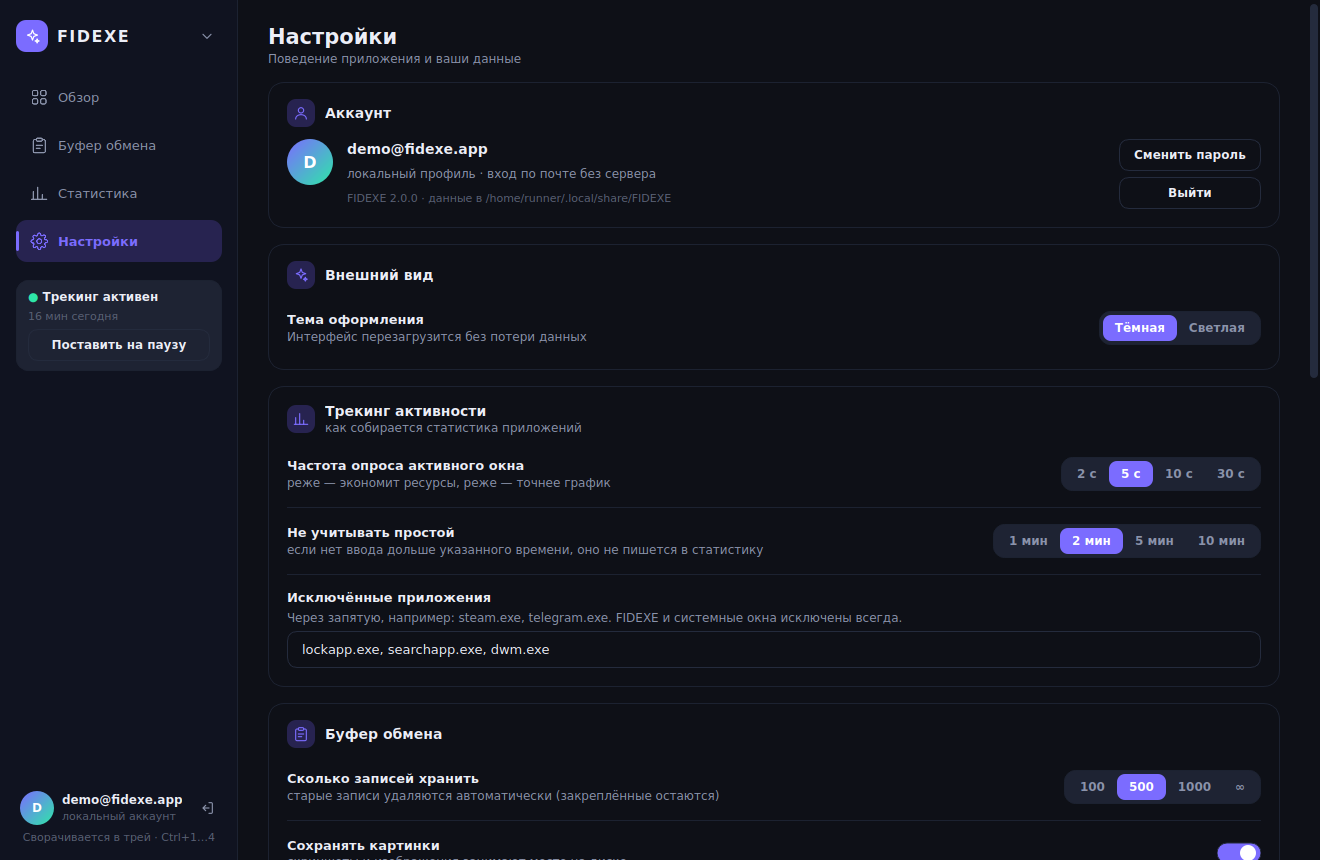 FIDEXE
Обзор
Буфер обмена
Статистика
Настройки
Трекинг активен
16 мин сегодня
Поставить на паузу
D
demo@fidexe.app
локальный аккаунт
Сворачивается в трей · Ctrl+1…4
Настройки
Поведение приложения и ваши данные
Аккаунт
D
demo@fidexe.app
локальный профиль · вход по почте без сервера
FIDEXE 2.0.0 · данные в /home/runner/.local/share/FIDEXE
Сменить пароль
Выйти
Внешний вид
Тема оформления
Интерфейс перезагрузится без потери данных
Тёмная Светлая
Трекинг активности
как собирается статистика приложений
Частота опроса активного окна
реже — экономит ресурсы, реже — точнее график
2 с 5 с 10 с 30 с
Не учитывать простой
если нет ввода дольше указанного времени, оно не пишется в статистику
1 мин 2 мин 5 мин 10 мин
Исключённые приложения
Через запятую, например: steam.exe, telegram.exe. FIDEXE и системные окна исключены всегда.
lockapp.exe, searchapp.exe, dwm.exe
Буфер обмена
Сколько записей хранить
старые записи удаляются автоматически (закреплённые остаются)
100 500 1000 ∞
Сохранять картинки